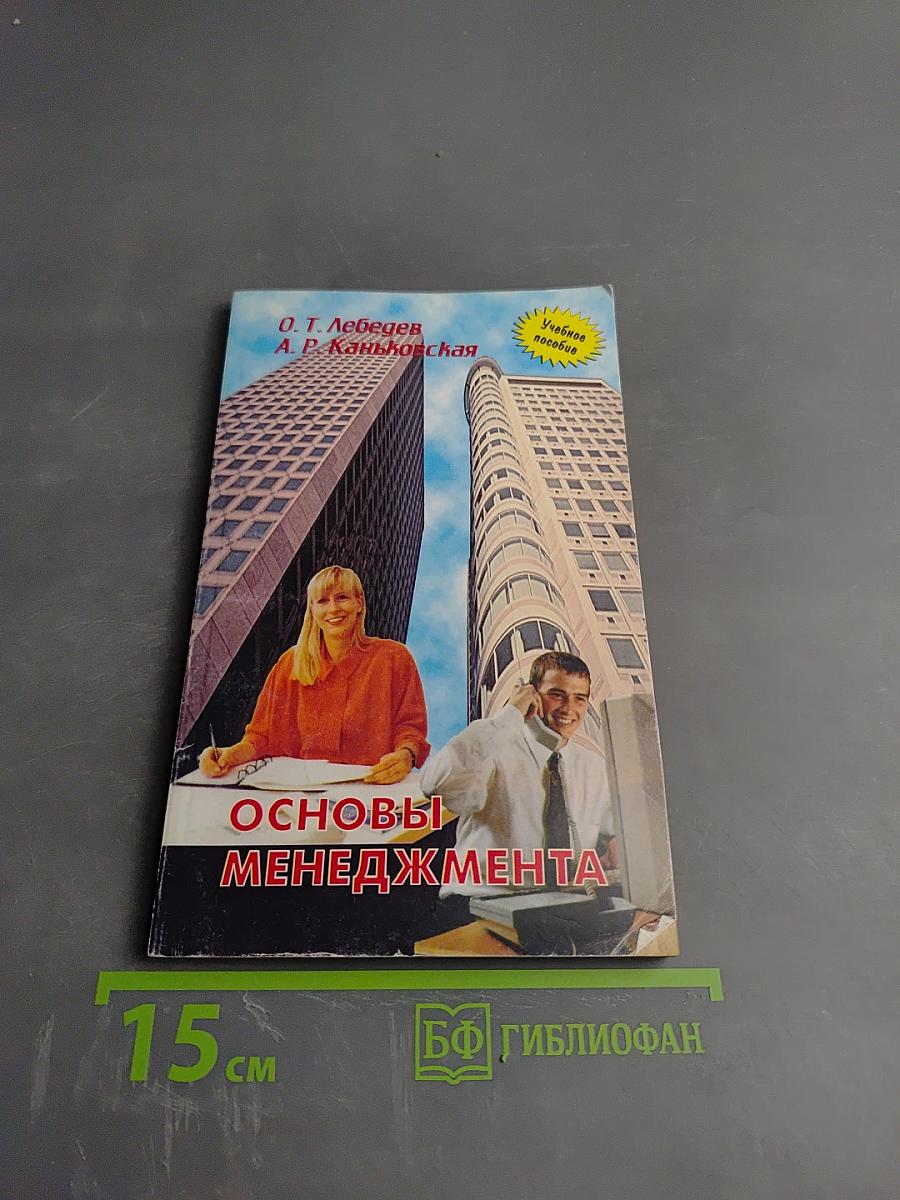 О. Т. Лебедев
А. Р. Каньковская
Учебное
пособие
ОСНОВЫ
МЕНЕДЖМЕНТА
15 см
БФ ГИБЛИОФАН